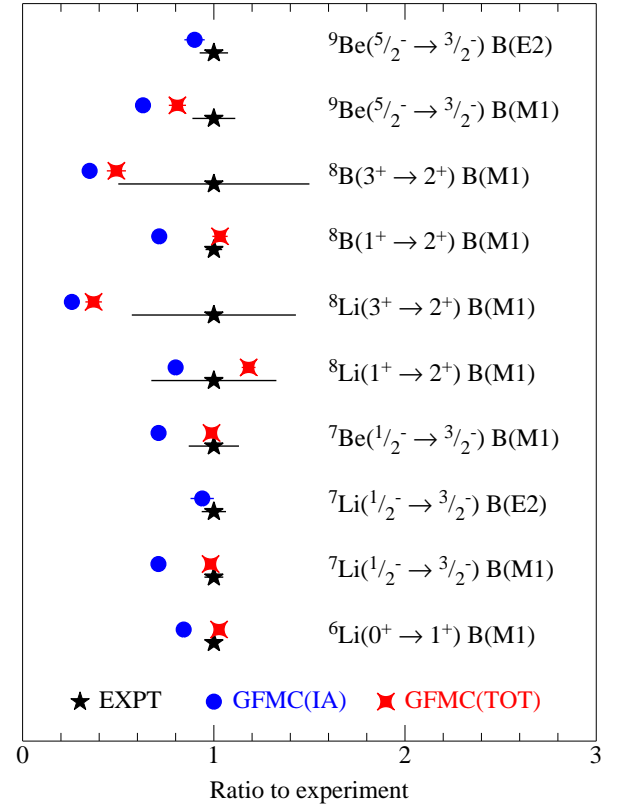 ⁹Be(⁵/₂⁻ → ³/₂⁻) B(E2)
⁹Be(⁵/₂⁻ → ³/₂⁻) B(M1)
⁸B(3⁺ → 2⁺) B(M1)
⁸B(1⁺ → 2⁺) B(M1)
⁸Li(3⁺ → 2⁺) B(M1)
⁸Li(1⁺ → 2⁺) B(M1)
⁷Be(¹/₂⁻ → ³/₂⁻) B(M1)
⁷Li(¹/₂⁻ → ³/₂⁻) B(E2)
⁷Li(¹/₂⁻ → ³/₂⁻) B(M1)
⁶Li(0⁺ → 1⁺) B(M1)
EXPT GFMC(IA) GFMC(TOT)
0 1 2 3
Ratio to experiment